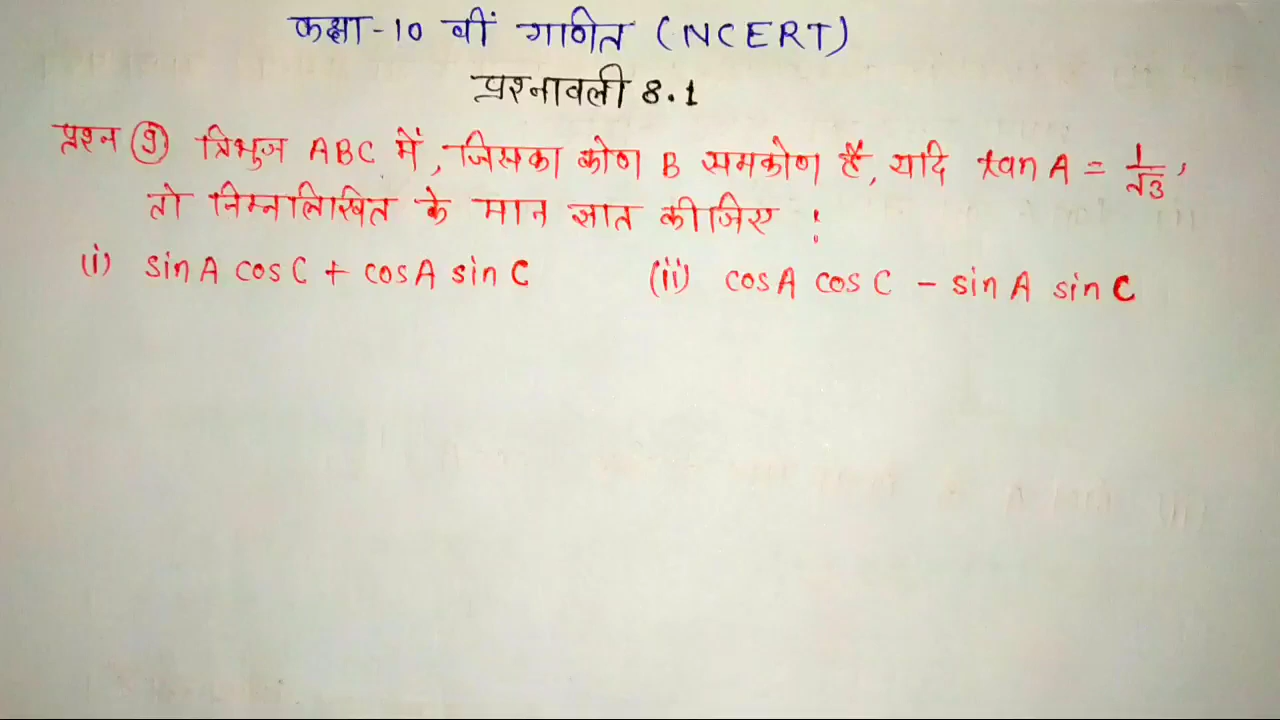 कक्षा-10 वीं गणित (NCERT)
प्रश्नावली 8.1
प्रश्न (9) त्रिभुज ABC में, जिसका कोण B समकोण है, यदि tan A = 1/√3,
तो निम्नलिखित के मान ज्ञात कीजिए :
(i) sin A cos C + cos A sin C (ii) cos A cos C - sin A sin C